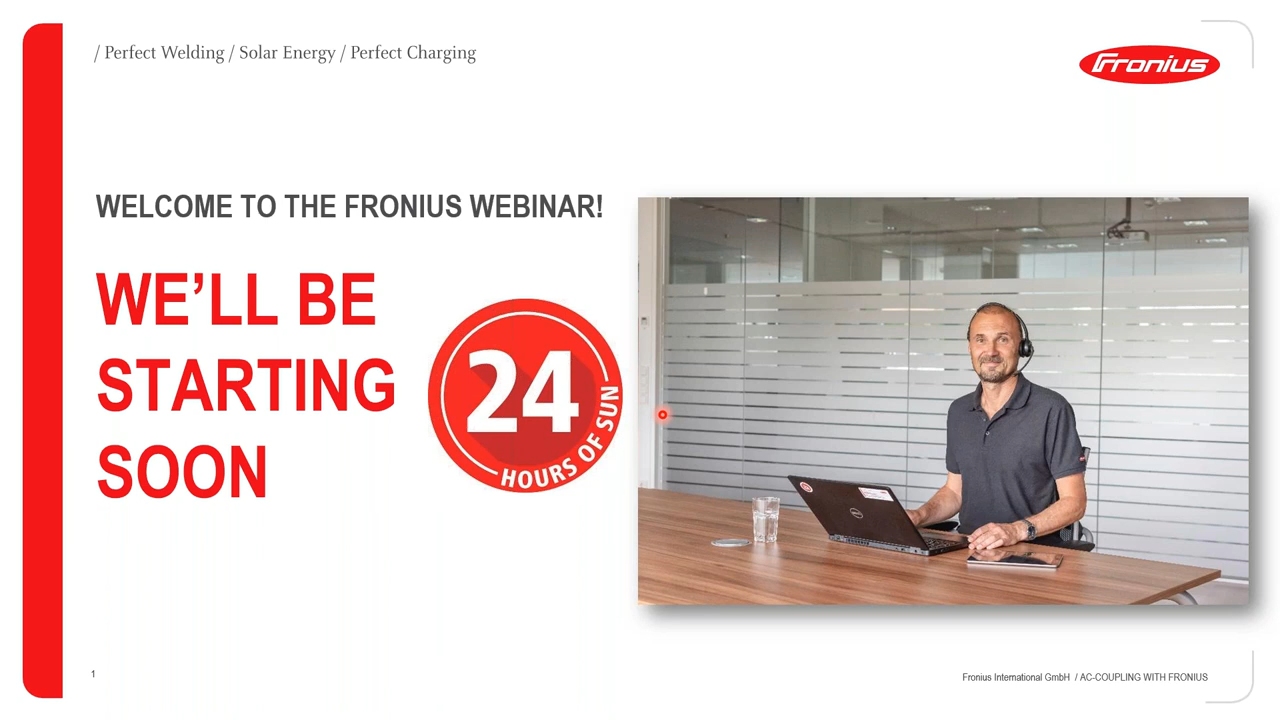 / Perfect Welding / Solar Energy / Perfect Charging
Fronius
WELCOME TO THE FRONIUS WEBINAR!
WE’LL BE
STARTING
SOON
24
HOURS OF SUN
DELL
1
Fronius International GmbH / AC-COUPLING WITH FRONIUS